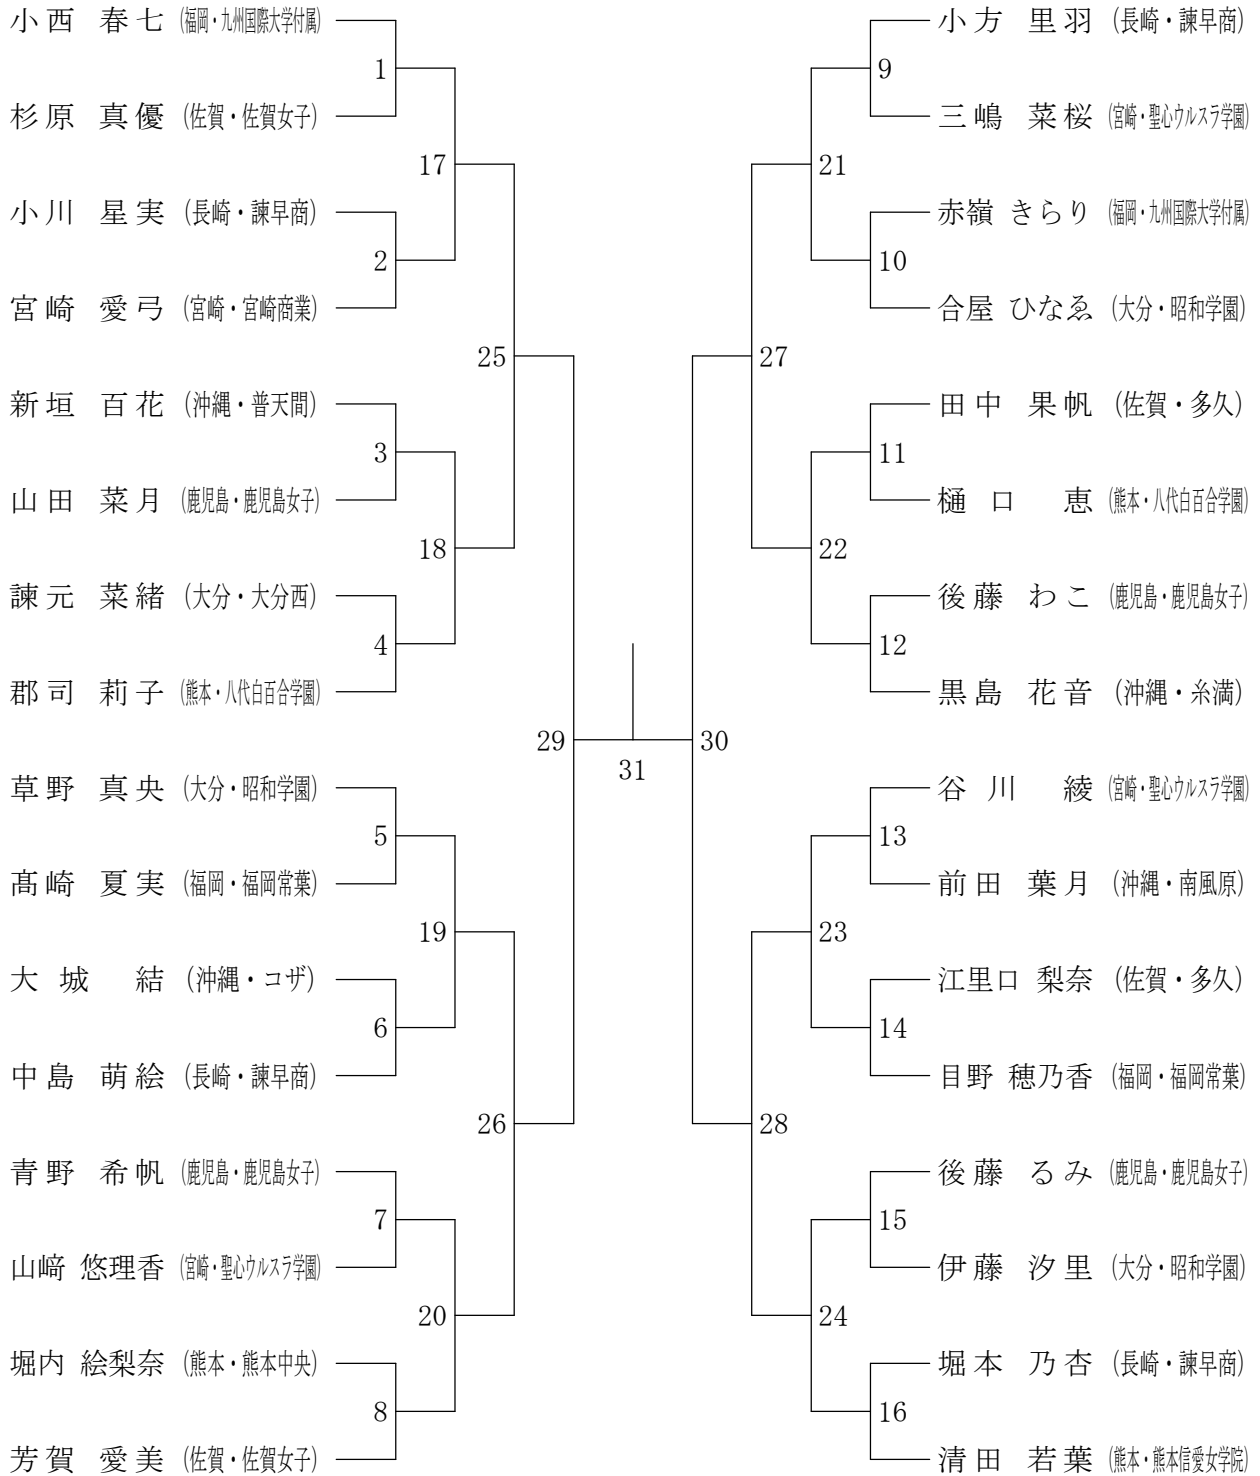 小西 春七 (福岡・九州国際大学付属)
1
杉原 真優 (佐賀・佐賀女子)
17
小川 星実 (長崎・諫早商)
2
宮崎 愛弓 (宮崎・宮崎商業)
25
新垣 百花 (沖縄・普天間)
3
山田 菜月 (鹿児島・鹿児島女子)
18
諫元 菜緒 (大分・大分西)
4
郡司 莉子 (熊本・八代白百合学園)
29
草野 真央 (大分・昭和学園)
5
髙崎 夏実 (福岡・福岡常葉)
19
大城 結 (沖縄・コザ)
6
中島 萌絵 (長崎・諫早商)
26
青野 希帆 (鹿児島・鹿児島女子)
7
山﨑 悠理香 (宮崎・聖心ウルスラ学園)
20
堀内 絵梨奈 (熊本・熊本中央)
8
芳賀 愛美 (佐賀・佐賀女子)
31
小方 里羽 (長崎・諫早商)
9
三嶋 菜桜 (宮崎・聖心ウルスラ学園)
21
赤嶺 きらり (福岡・九州国際大学付属)
10
合屋 ひなゑ (大分・昭和学園)
27
田中 果帆 (佐賀・多久)
11
樋口 恵 (熊本・八代白百合学園)
22
後藤 わこ (鹿児島・鹿児島女子)
12
黒島 花音 (沖縄・糸満)
30
谷川 綾 (宮崎・聖心ウルスラ学園)
13
前田 葉月 (沖縄・南風原)
23
江里口 梨奈 (佐賀・多久)
14
目野 穂乃香 (福岡・福岡常葉)
28
後藤 るみ (鹿児島・鹿児島女子)
15
伊藤 汐里 (大分・昭和学園)
24
堀本 乃杏 (長崎・諫早商)
16
清田 若葉 (熊本・熊本信愛女学院)